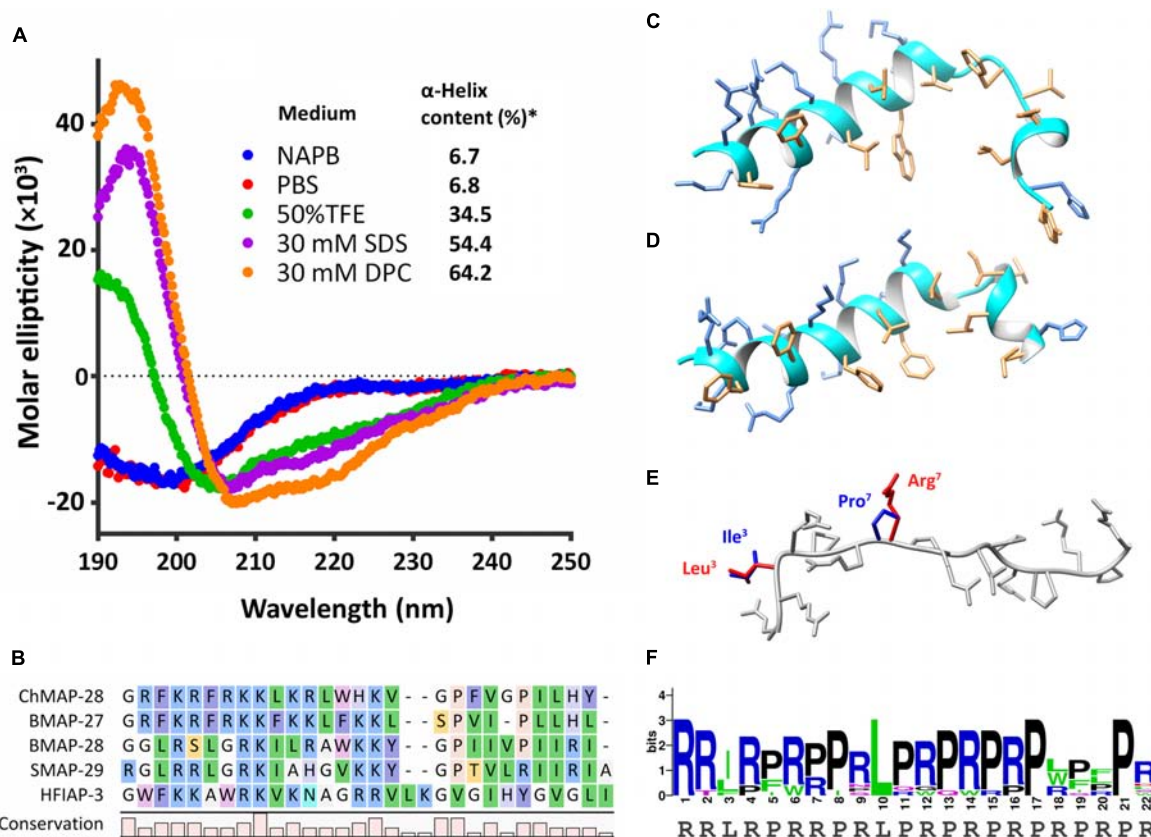 A
Molar ellipticity (×10³)
40
20
0
-20
190 200 210 220 230 240 250
Wavelength (nm)
Medium α-Helix content (%)*
NAPB 6.7
PBS 6.8
50%TFE 34.5
30 mM SDS 54.4
30 mM DPC 64.2
B
ChMAP-28 GRFKRFRKKLKRLWHKV--GPFVGPILHY-
BMAP-27 GRFKRFRKKFKKLFKKL--SPVI-PLLHL-
BMAP-28 GGLRSLGRKILRAWKKY--GPIIVPIIRI-
SMAP-29 RGLRRLGRKIAHGVKKY--GPTVLRIIRIA
HFIAP-3 GWFKKAWRKVKNAGRRVLKGVGIHYGVGLI
Conservation
C
D
E
Arg⁷
Pro⁷
Ile³
Leu³
F
4
3
2
1
0
bits
1 2 3 4 5 6 7 8 9 10 11 12 13 14 15 16 17 18 19 20 21 22
R R L R P R R P R L P R P R P R P R P R P R